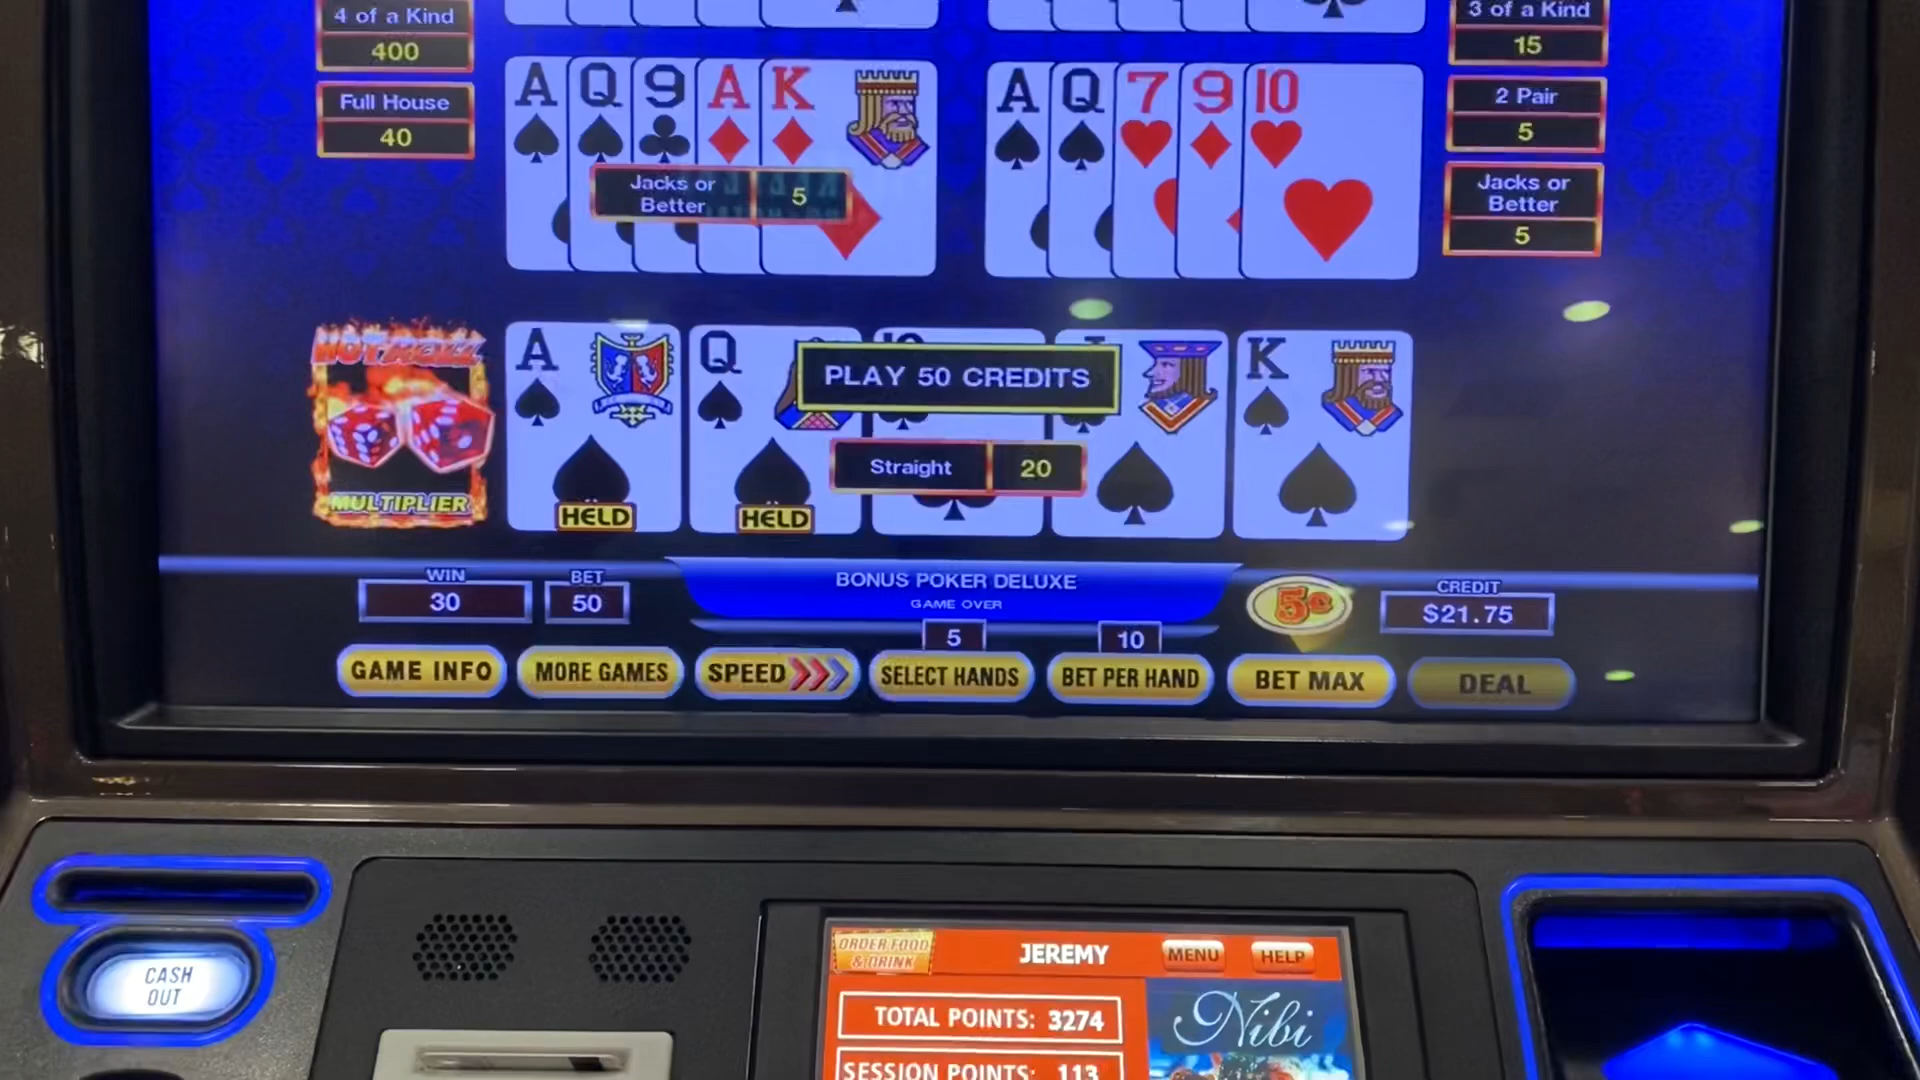 4 of a Kind
400
3 of a Kind
15
Full House
40
2 Pair
5
Jacks or
Better
5
A Q 9 A K
Jacks or
Better
5
A Q 7 9 10
HOT ROLL
MULTIPLIER
A
HELD
Q
HELD
K
PLAY 50 CREDITS
Straight 20
WIN
30
BET
50
BONUS POKER DELUXE
GAME OVER
5¢
CREDIT
$21.75
5
10
GAME INFO
MORE GAMES
SPEED
SELECT HANDS
BET PER HAND
BET MAX
DEAL
CASH
OUT
ORDER FOOD
& DRINK
JEREMY
MENU
HELP
TOTAL POINTS: 3274
SESSION POINTS: 113
Nibi